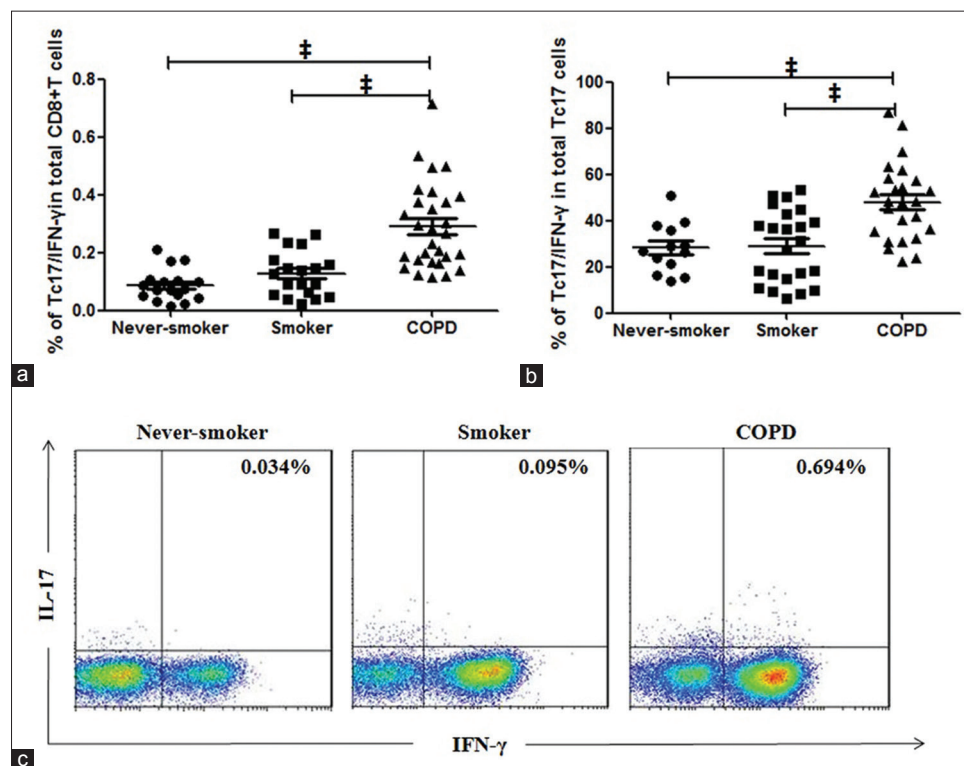 ‡
‡
% of Tc17/IFN-γin total CD8+T cells
0.8
0.6
0.4
0.2
0.0
Never-smoker Smoker COPD
a
‡
‡
% of Tc17/IFN-γ in total Tc17 cells
100
80
60
40
20
0
Never-smoker Smoker COPD
b
Never-smoker Smoker COPD
0.034% 0.095% 0.694%
IL-17
IFN-γ
c